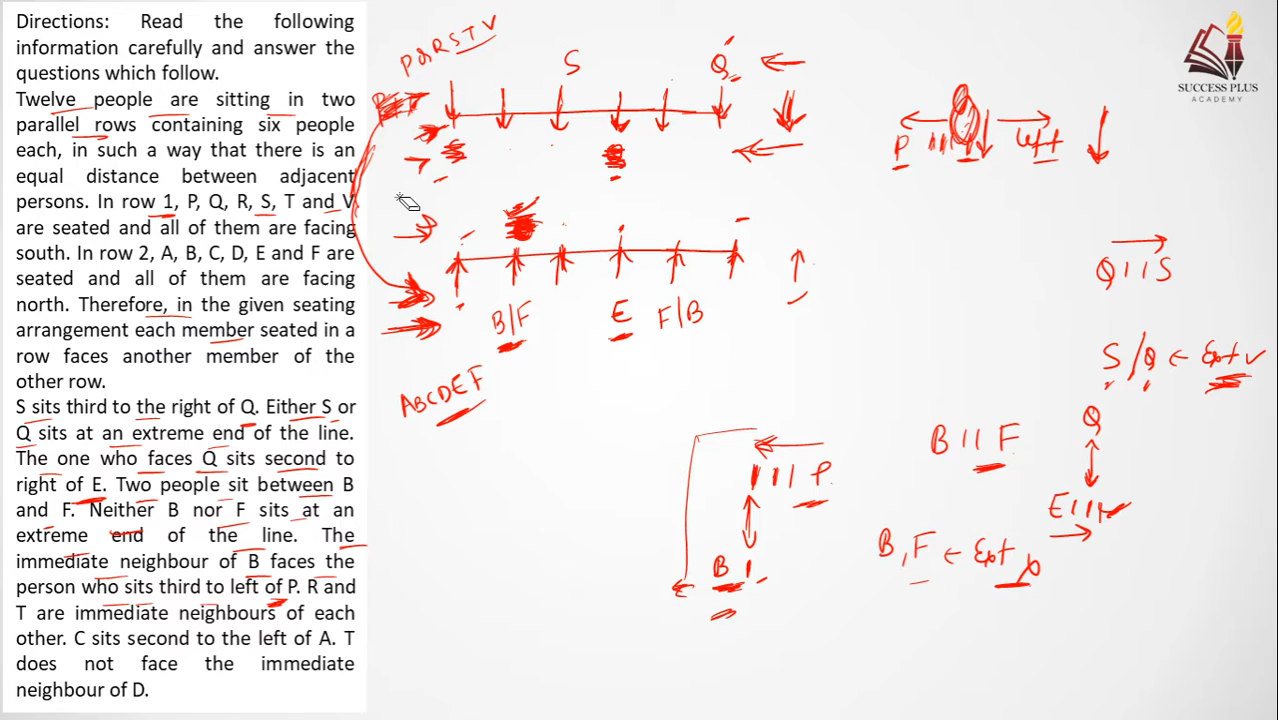 Directions: Read the following
information carefully and answer the
questions which follow.
Twelve people are sitting in two
parallel rows containing six people
each, in such a way that there is an
equal distance between adjacent
persons. In row 1, P, Q, R, S, T and V
are seated and all of them are facing
south. In row 2, A, B, C, D, E and F are
seated and all of them are facing
north. Therefore, in the given seating
arrangement each member seated in a
row faces another member of the
other row.
S sits third to the right of Q. Either S or
Q sits at an extreme end of the line.
The one who faces Q sits second to
right of E. Two people sit between B
and F. Neither B nor F sits at an
extreme end of the line. The
immediate neighbour of B faces the
person who sits third to left of P. R and
T are immediate neighbours of each
other. C sits second to the left of A. T
does not face the immediate
neighbour of D.
PQRSTV
S Q
B/F E F/B
ABCDEF
P left
Q I I S
S/Q ← Ext ✓
B I I F
Q
E
B, F ← Ext
P
B
SUCCESS PLUS
ACADEMY